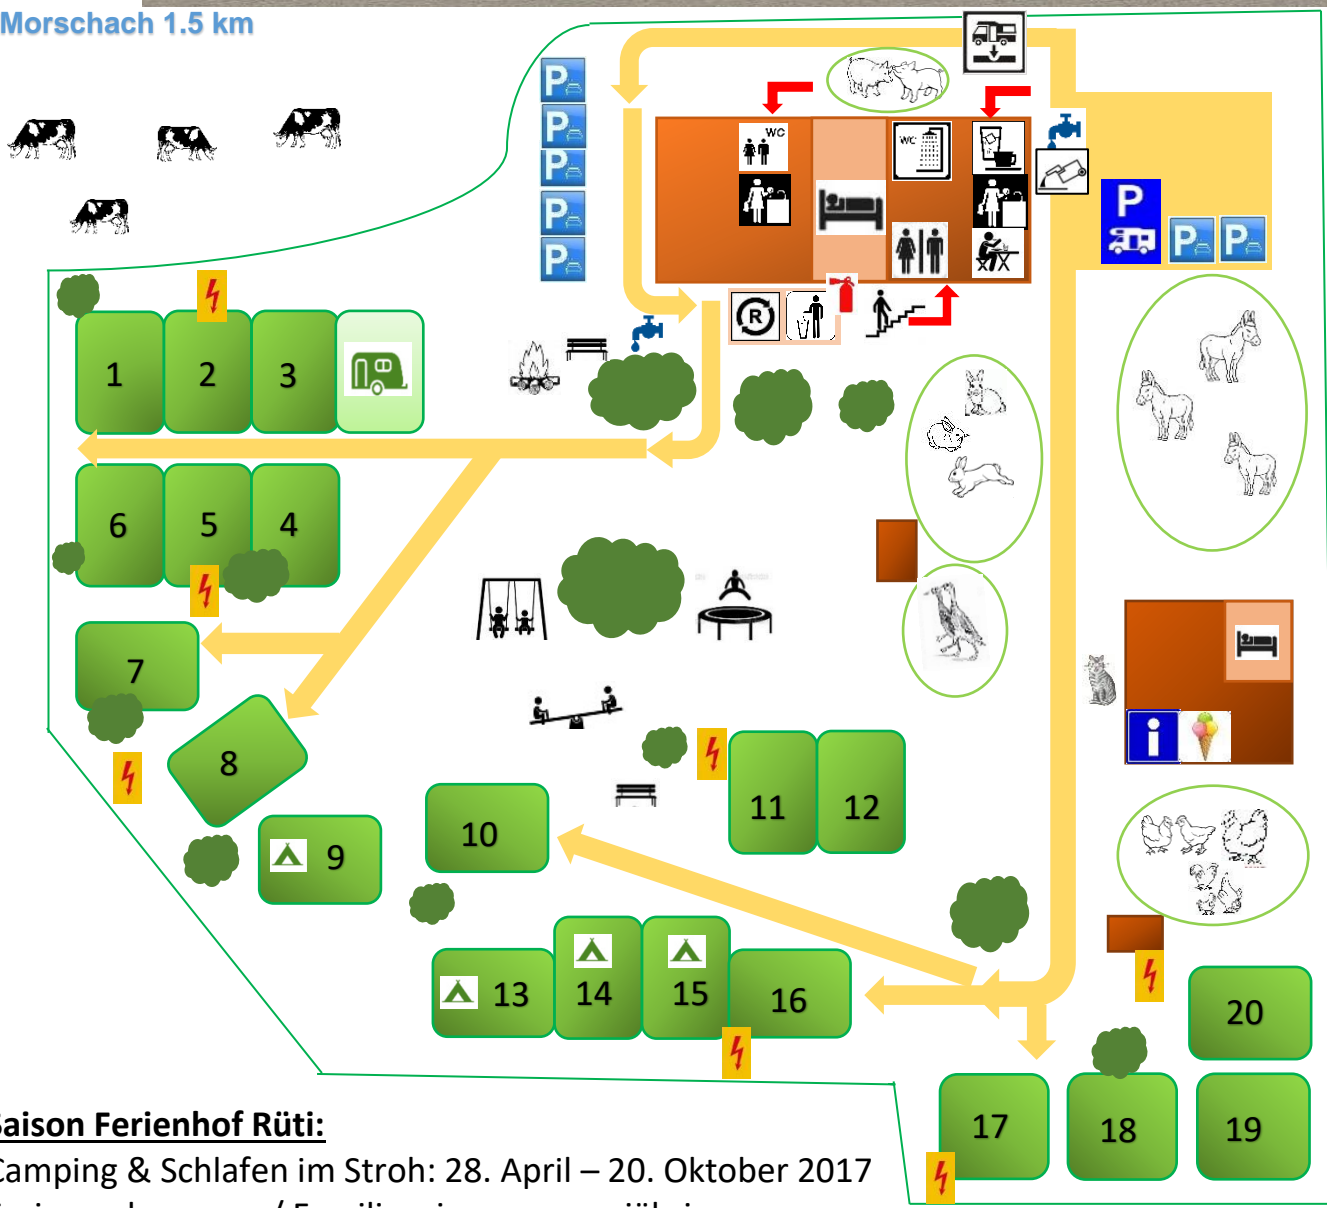 Morschach 1.5 km
P
P
P
P
P
WC
WC
P
P P
R
1 2 3
6 5 4
7
8
9
10
11 12
13 14 15 16
i
20
17 18 19
Saison Ferienhof Rüti:
Camping & Schlafen im Stroh: 28. April – 20. Oktober 2017